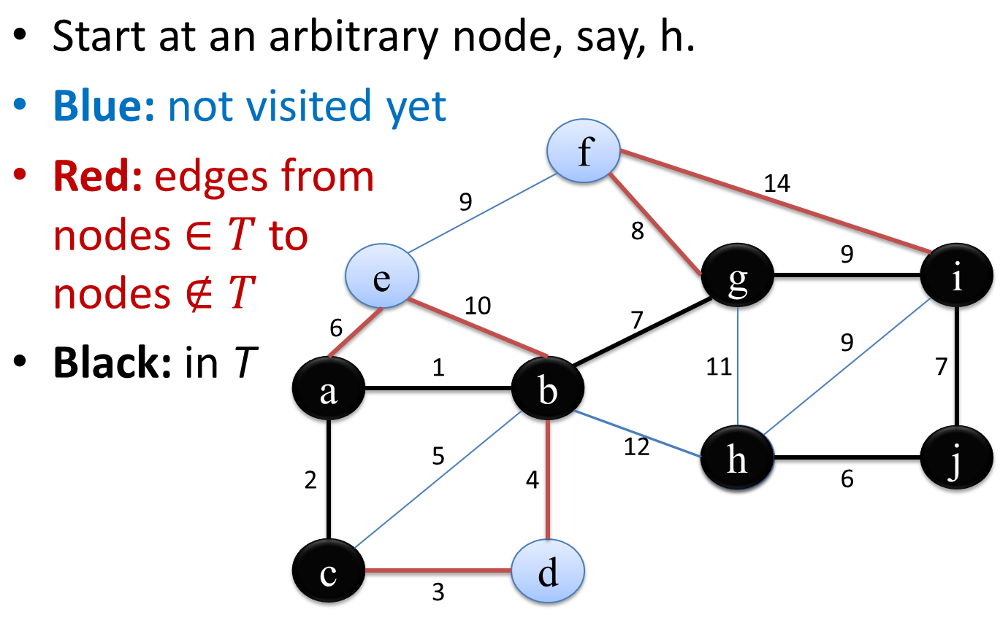 • Start at an arbitrary node, say, h.
• Blue: not visited yet
• Red: edges from
nodes ∈ T to
nodes ∉ T
• Black: in T
f
14
9
8
9
e
g
i
10
6
7
9
1
11
7
a
b
5
12
h
j
2
4
6
c
d
3